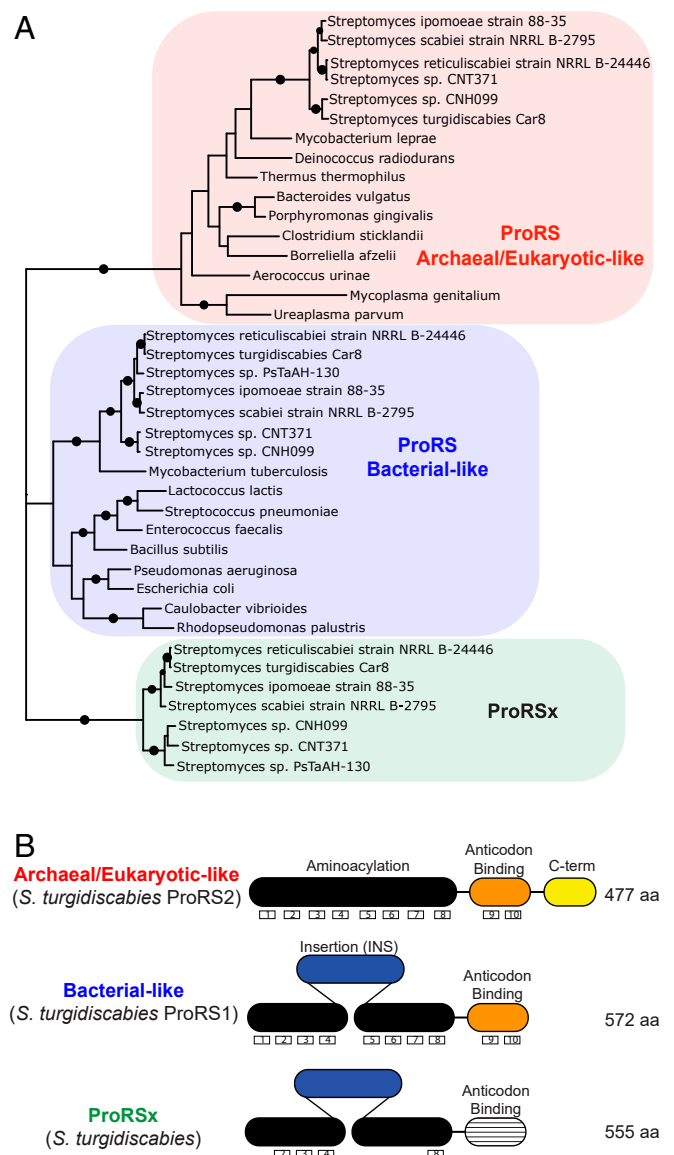 A
Streptomyces ipomoeae strain 88-35
Streptomyces scabiei strain NRRL B-2795
Streptomyces reticuliscabiei strain NRRL B-24446
Streptomyces sp. CNT371
Streptomyces sp. CNH099
Streptomyces turgidiscabies Car8
Mycobacterium leprae
Deinococcus radiodurans
Thermus thermophilus
Bacteroides vulgatus
Porphyromonas gingivalis
Clostridium sticklandii
Borreliella afzelii
Aerococcus urinae
Mycoplasma genitalium
Ureaplasma parvum
ProRS
Archaeal/Eukaryotic-like
Streptomyces reticuliscabiei strain NRRL B-24446
Streptomyces turgidiscabies Car8
Streptomyces sp. PsTaAH-130
Streptomyces ipomoeae strain 88-35
Streptomyces scabiei strain NRRL B-2795
Streptomyces sp. CNT371
Streptomyces sp. CNH099
Mycobacterium tuberculosis
Lactococcus lactis
Streptococcus pneumoniae
Enterococcus faecalis
Bacillus subtilis
Pseudomonas aeruginosa
Escherichia coli
Caulobacter vibrioides
Rhodopseudomonas palustris
ProRS
Bacterial-like
Streptomyces reticuliscabiei strain NRRL B-24446
Streptomyces turgidiscabies Car8
Streptomyces ipomoeae strain 88-35
Streptomyces scabiei strain NRRL B-2795
Streptomyces sp. CNH099
Streptomyces sp. CNT371
Streptomyces sp. PsTaAH-130
ProRSx
B
Archaeal/Eukaryotic-like
(S. turgidiscabies ProRS2)
Aminoacylation
Anticodon
Binding
C-term
477 aa
1 2 3 4 5 6 7 8 9 10
Insertion (INS)
Bacterial-like
(S. turgidiscabies ProRS1)
Anticodon
Binding
572 aa
1 2 3 4 5 6 7 8 9 10
ProRSx
(S. turgidiscabies)
Anticodon
Binding
555 aa
2 3 4 8